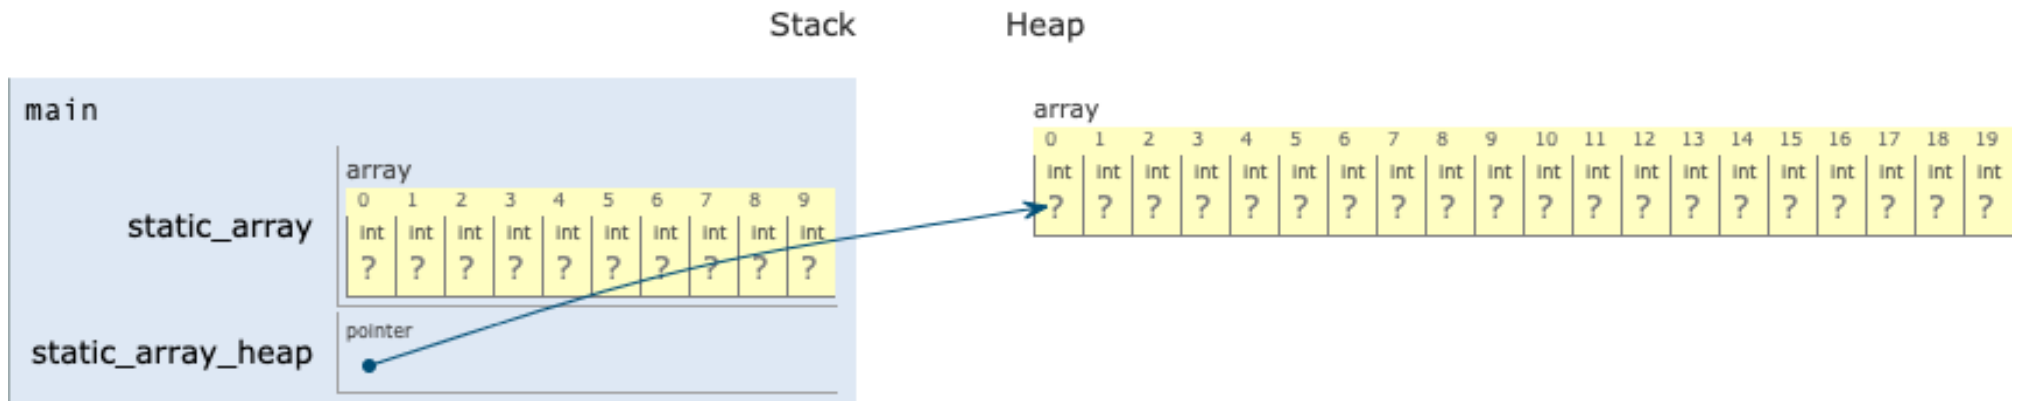 Stack Heap
main
array
0 1 2 3 4 5 6 7 8 9
static_array
int int int int int int int int int int
? ? ? ? ? ? ? ? ? ?
static_array_heap
pointer
array
0 1 2 3 4 5 6 7 8 9 10 11 12 13 14 15 16 17 18 19
int int int int int int int int int int int int int int int int int int int int
? ? ? ? ? ? ? ? ? ? ? ? ? ? ? ? ? ? ? ?